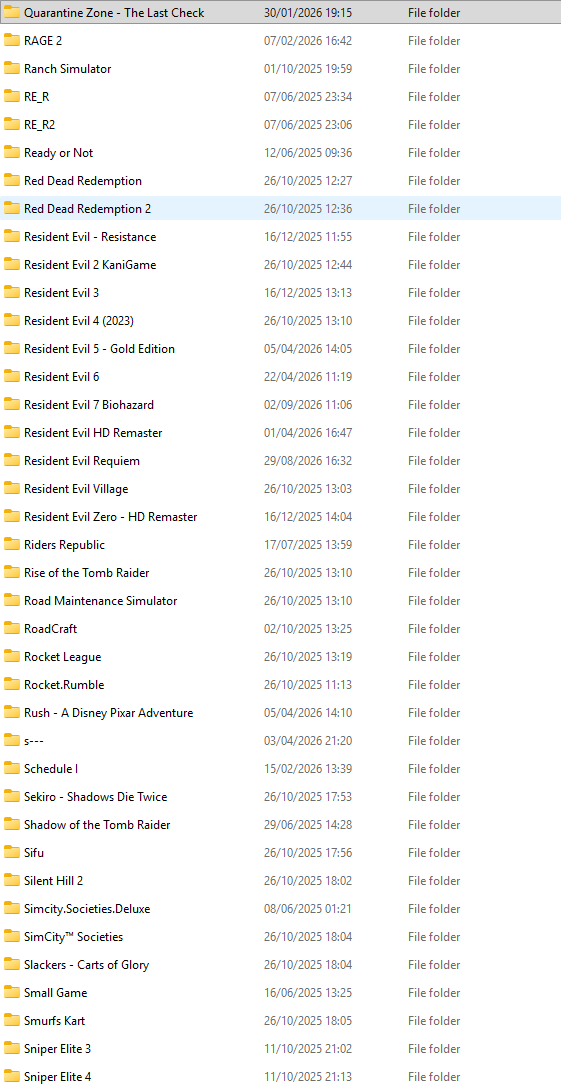 Quarantine Zone - The Last Check 30/01/2026 19:15 File folder
RAGE 2 07/02/2026 16:42 File folder
Ranch Simulator 01/10/2025 19:59 File folder
RE_R 07/06/2025 23:34 File folder
RE_R2 07/06/2025 23:06 File folder
Ready or Not 12/06/2025 09:36 File folder
Red Dead Redemption 26/10/2025 12:27 File folder
Red Dead Redemption 2 26/10/2025 12:36 File folder
Resident Evil - Resistance 16/12/2025 11:55 File folder
Resident Evil 2 KaniGame 26/10/2025 12:44 File folder
Resident Evil 3 16/12/2025 13:13 File folder
Resident Evil 4 (2023) 26/10/2025 13:10 File folder
Resident Evil 5 - Gold Edition 05/04/2026 14:05 File folder
Resident Evil 6 22/04/2026 11:19 File folder
Resident Evil 7 Biohazard 02/09/2026 11:06 File folder
Resident Evil HD Remaster 01/04/2026 16:47 File folder
Resident Evil Requiem 29/08/2026 16:32 File folder
Resident Evil Village 26/10/2025 13:03 File folder
Resident Evil Zero - HD Remaster 16/12/2025 14:04 File folder
Riders Republic 17/07/2025 13:59 File folder
Rise of the Tomb Raider 26/10/2025 13:10 File folder
Road Maintenance Simulator 26/10/2025 13:10 File folder
RoadCraft 02/10/2025 13:25 File folder
Rocket League 26/10/2025 13:19 File folder
Rocket.Rumble 26/10/2025 11:13 File folder
Rush - A Disney Pixar Adventure 05/04/2026 14:10 File folder
s--- 03/04/2026 21:20 File folder
Schedule I 15/02/2026 13:39 File folder
Sekiro - Shadows Die Twice 26/10/2025 17:53 File folder
Shadow of the Tomb Raider 29/06/2025 14:28 File folder
Sifu 26/10/2025 17:56 File folder
Silent Hill 2 26/10/2025 18:02 File folder
Simcity.Societies.Deluxe 08/06/2025 01:21 File folder
SimCity™ Societies 26/10/2025 18:04 File folder
Slackers - Carts of Glory 26/10/2025 18:04 File folder
Small Game 16/06/2025 13:25 File folder
Smurfs Kart 26/10/2025 18:05 File folder
Sniper Elite 3 11/10/2025 21:02 File folder
Sniper Elite 4 11/10/2025 21:13 File folder